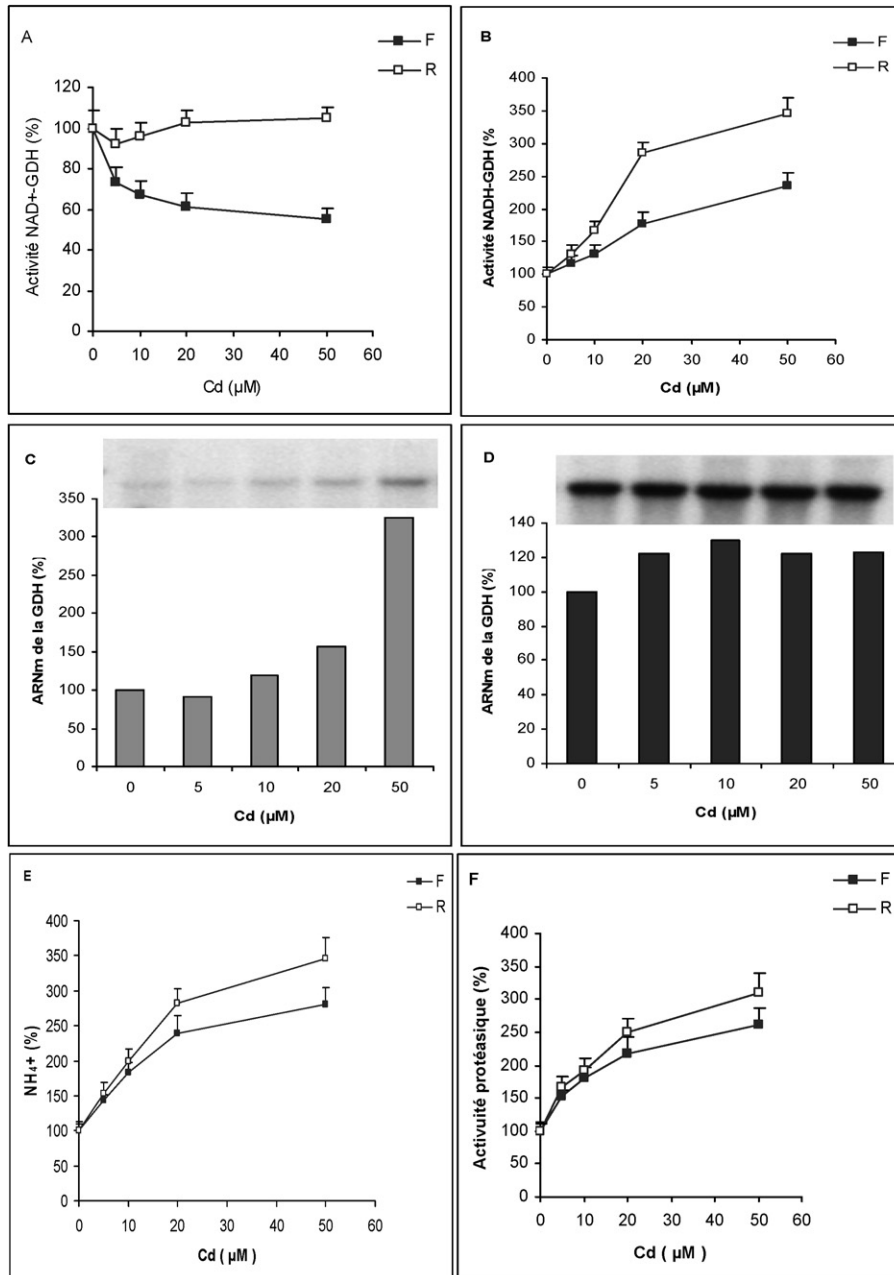 A
F
R
120
100
80
60
40
20
0
0 10 20 30 40 50 60
Activité NAD+-GDH (%)
Cd (µM)
B
F
R
400
350
300
250
200
150
100
50
0
0 10 20 30 40 50 60
Activité NADH-GDH (%
Cd (µM)
C
350
300
250
200
150
100
50
0
0 5 10 20 50
ARNm de la GDH (%)
Cd (µM)
D
140
120
100
80
60
40
20
0
0 5 10 20 50
ARNm de la GDH (%)
Cd (µM)
E
F
R
400
350
300
250
200
150
100
50
0
0 10 20 30 40 50 60
NH₄+ (%)
Cd ( µM)
F
F
R
400
350
300
250
200
150
100
50
0
0 10 20 30 40 50 60
Activuité protéasique (%)
Cd ( µM)